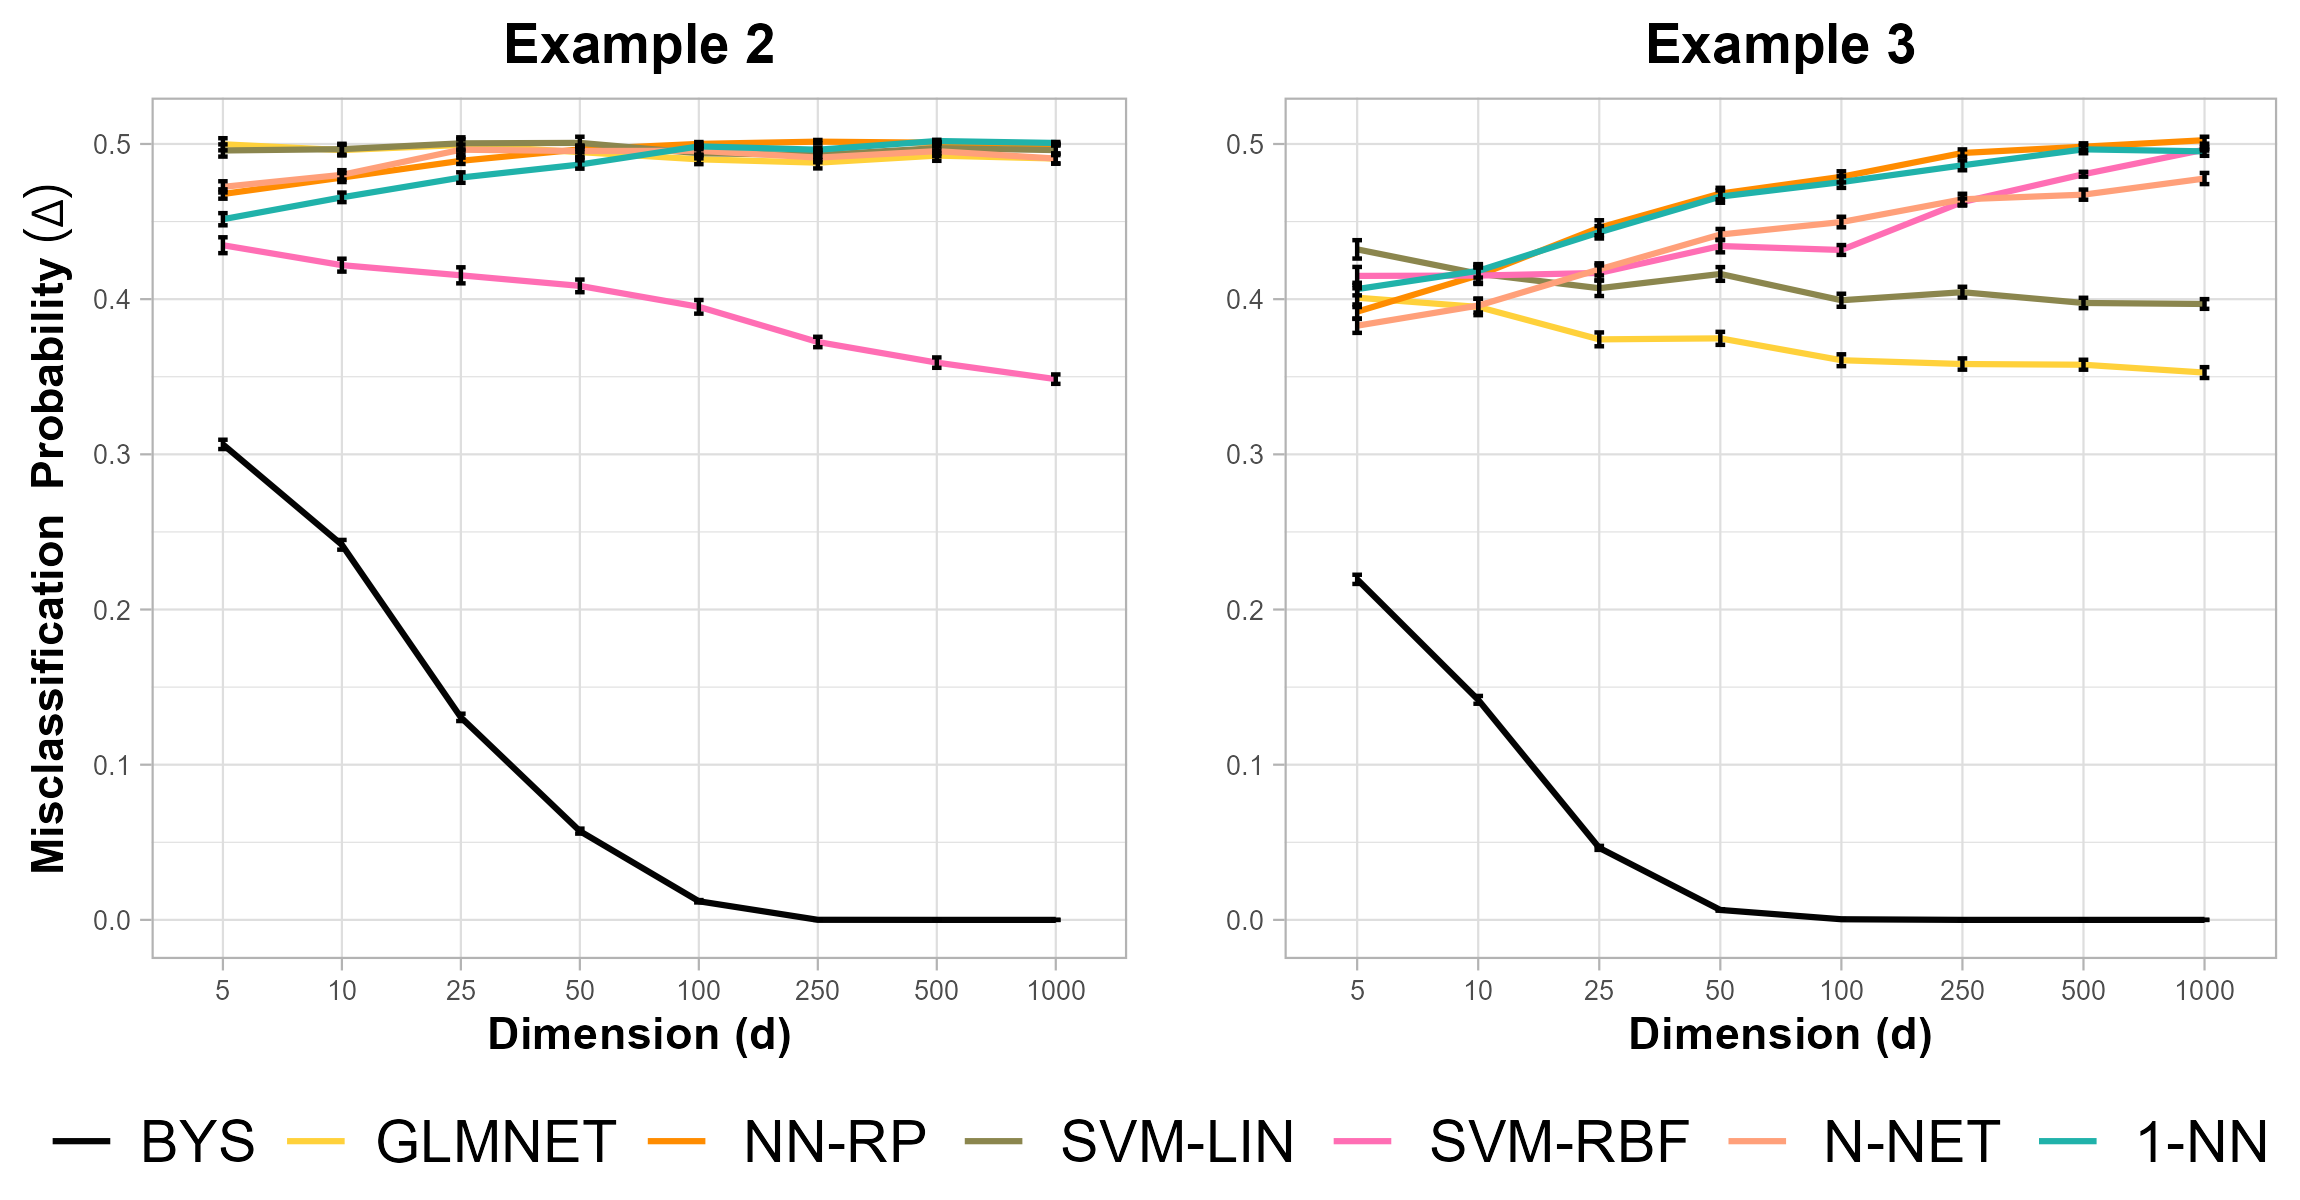 Example 2
Example 3
Misclassification Probability (Δ)
0.5
0.4
0.3
0.2
0.1
0.0
5 10 25 50 100 250 500 1000
Dimension (d)
0.5
0.4
0.3
0.2
0.1
0.0
5 10 25 50 100 250 500 1000
Dimension (d)
BYS GLMNET NN-RP SVM-LIN SVM-RBF N-NET 1-NN